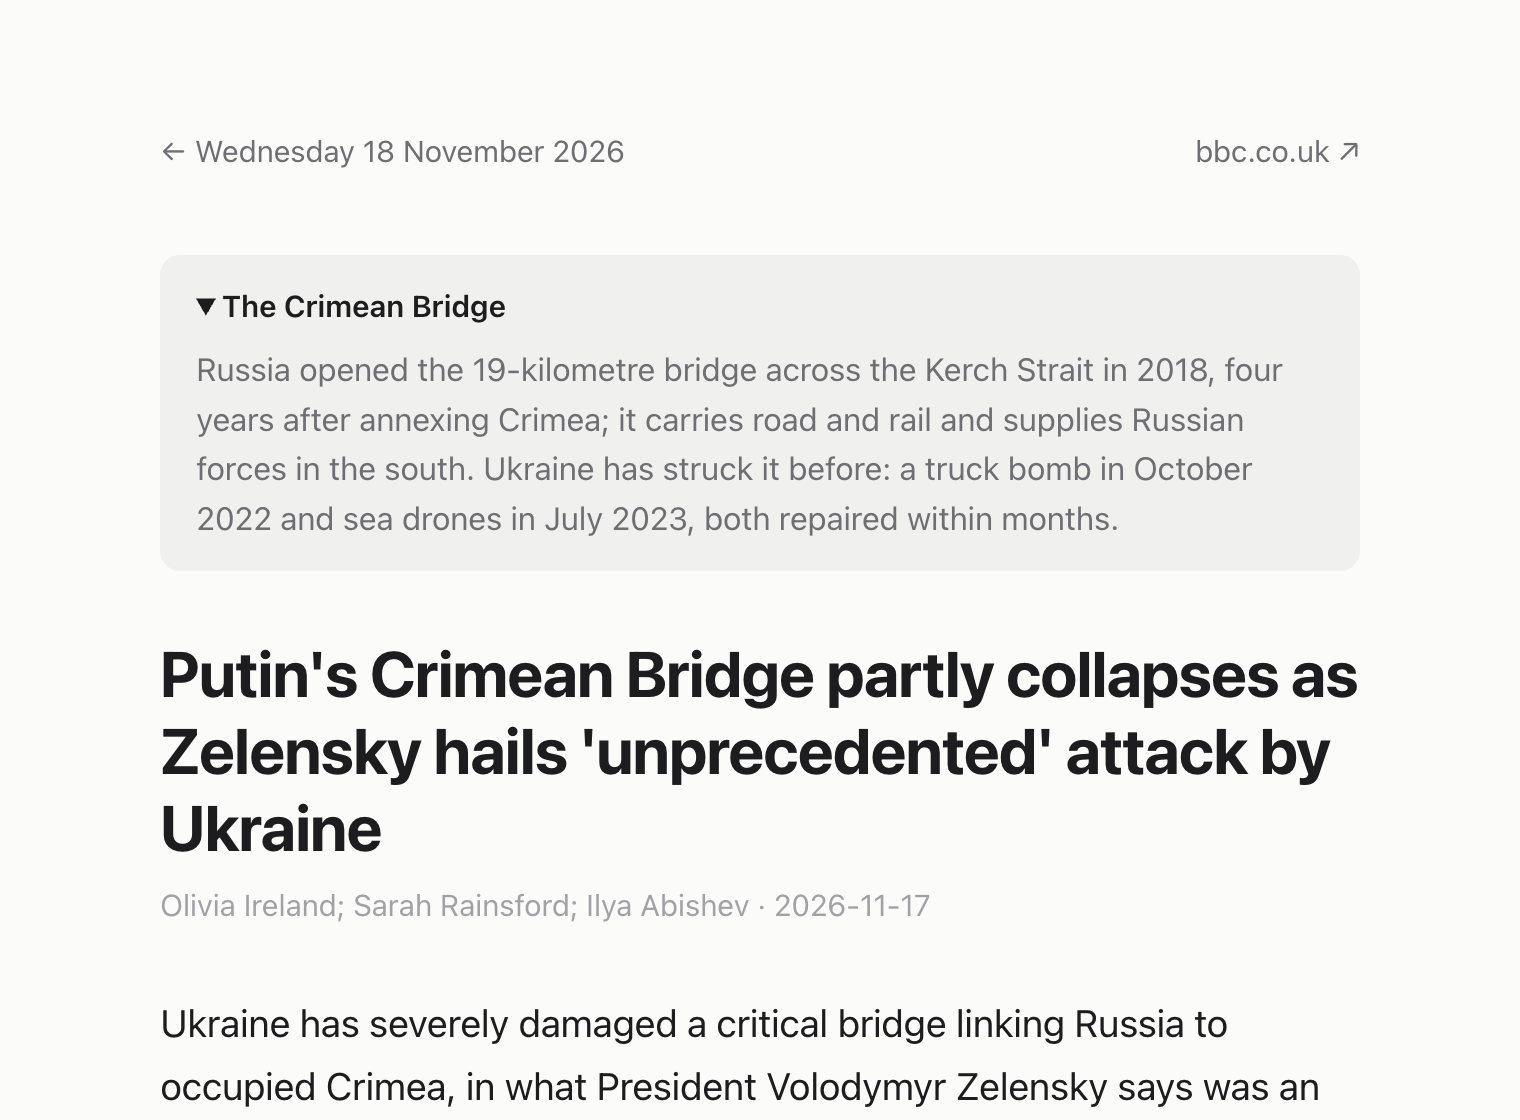 ← Wednesday 18 November 2026
bbc.co.uk ↗
▼ The Crimean Bridge
Russia opened the 19-kilometre bridge across the Kerch Strait in 2018, four
years after annexing Crimea; it carries road and rail and supplies Russian
forces in the south. Ukraine has struck it before: a truck bomb in October
2022 and sea drones in July 2023, both repaired within months.
Putin's Crimean Bridge partly collapses as
Zelensky hails 'unprecedented' attack by
Ukraine
Olivia Ireland; Sarah Rainsford; Ilya Abishev · 2026-11-17
Ukraine has severely damaged a critical bridge linking Russia to
occupied Crimea, in what President Volodymyr Zelensky says was an